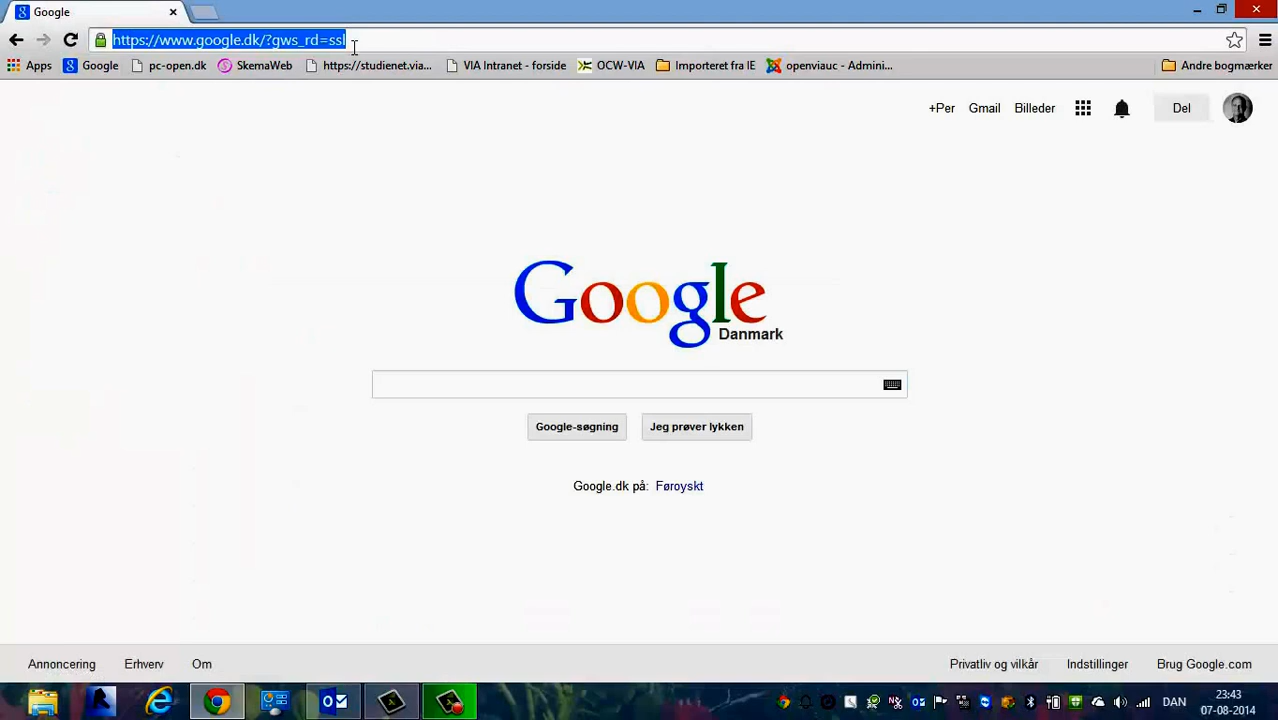 Google
https://www.google.dk/?gws_rd=ssl
Apps Google pc-open.dk SkemaWeb https://studienet.via... VIA Intranet - forside OCW-VIA Importeret fra IE openviauc - Admini... Andre bogmærker
+Per Gmail Billeder Del
Google
Danmark
Google-søgning Jeg prøver lykken
Google.dk på: Føroyskt
Annoncering Erhverv Om Privatliv og vilkår Indstillinger Brug Google.com
DAN 23:43
07-08-2014